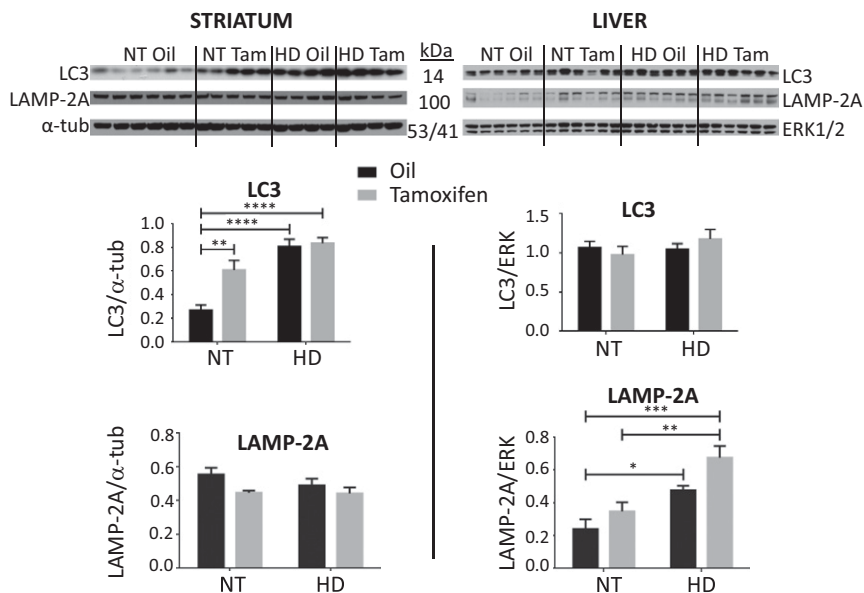 STRIATUM LIVER
NT Oil NT Tam HD Oil HD Tam kDa NT Oil NT Tam HD Oil HD Tam
LC3 14 LC3
LAMP-2A 100 LAMP-2A
α-tub 53/41 ERK1/2
Oil
Tamoxifen
LC3
****
****
**
LC3/α-tub
1.0
0.8
0.6
0.4
0.2
0.0
NT HD
LC3
LC3/ERK
1.5
1.0
0.5
0.0
NT HD
LAMP-2A
LAMP-2A/α-tub
0.8
0.6
0.4
0.2
0.0
NT HD
LAMP-2A
***
**
*
LAMP-2A/ERK
0.8
0.6
0.4
0.2
0.0
NT HD